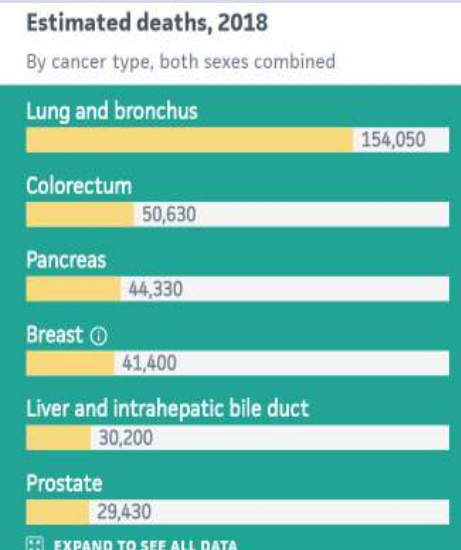 Estimated deaths, 2018
By cancer type, both sexes combined
Lung and bronchus
154,050
Colorectum
50,630
Pancreas
44,330
Breast ⓘ
41,400
Liver and intrahepatic bile duct
30,200
Prostate
29,430
EXPAND TO SEE ALL DATA